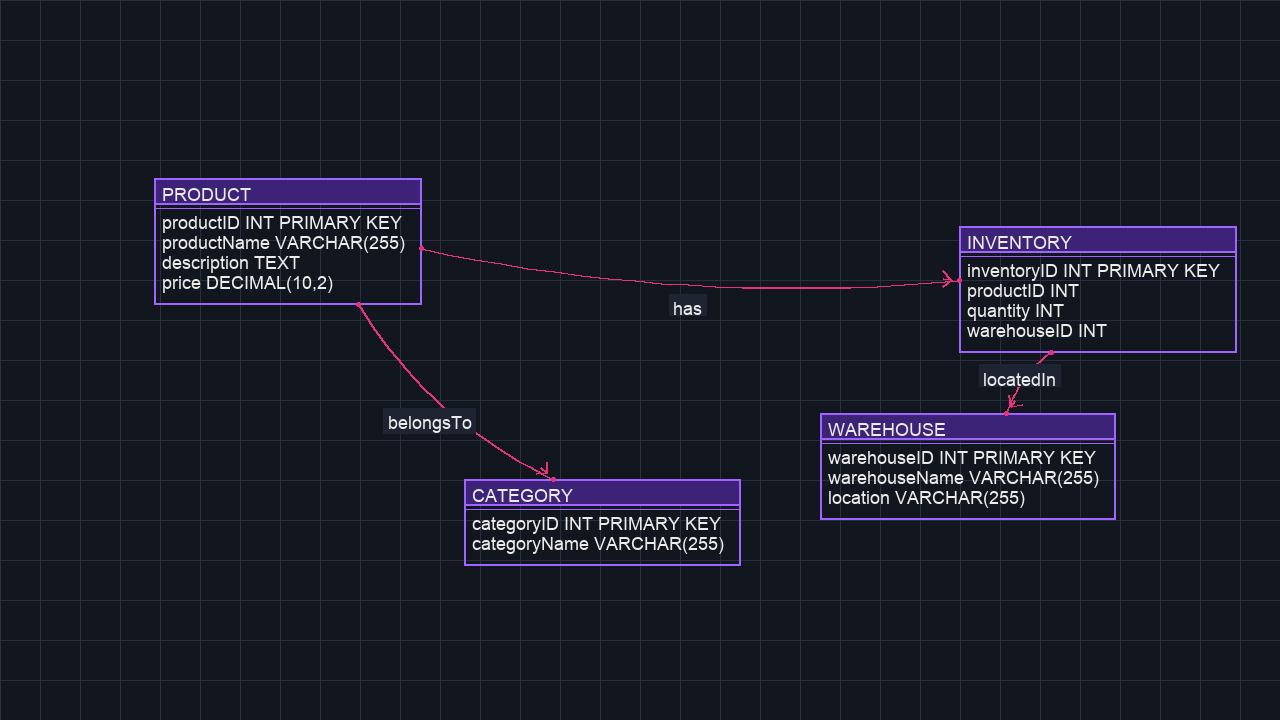 PRODUCT
productID INT PRIMARY KEY
productName VARCHAR(255)
description TEXT
price DECIMAL(10,2)
has
INVENTORY
inventoryID INT PRIMARY KEY
productID INT
quantity INT
warehouseID INT
locatedIn
belongsTo
WAREHOUSE
warehouseID INT PRIMARY KEY
warehouseName VARCHAR(255)
location VARCHAR(255)
CATEGORY
categoryID INT PRIMARY KEY
categoryName VARCHAR(255)